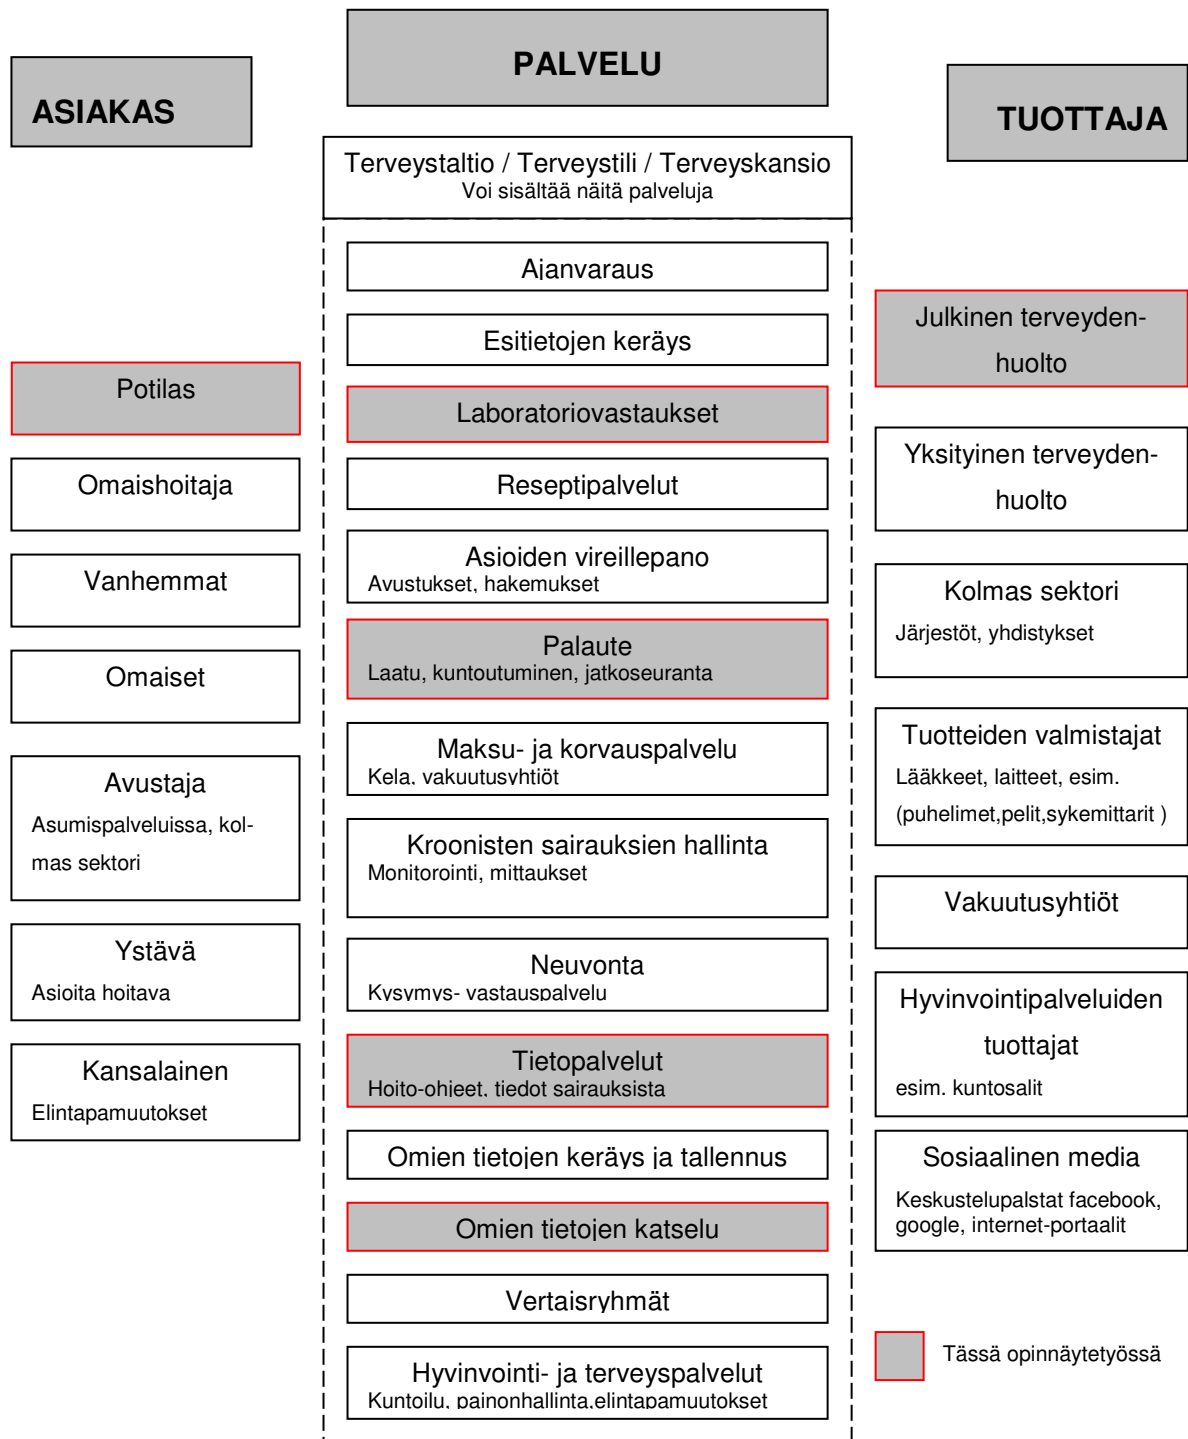 PALVELU
ASIAKAS
TUOTTAJA
Terveystaltio / Terveystili / Terveyskansio
Voi sisältää näitä palveluja
Ajanvaraus
Esitietojen keräys
Laboratoriovastaukset
Reseptipalvelut
Asioiden vireillepano
Avustukset, hakemukset
Palaute
Laatu, kuntoutuminen, jatkoseuranta
Maksu- ja korvauspalvelu
Kela, vakuutusyhtiöt
Kroonisten sairauksien hallinta
Monitorointi, mittaukset
Neuvonta
Kysymys- vastauspalvelu
Tietopalvelut
Hoito-ohjeet, tiedot sairauksista
Omien tietojen keräys ja tallennus
Omien tietojen katselu
Vertaisryhmät
Hyvinvointi- ja terveyspalvelut
Kuntoilu, painonhallinta,elintapamuutokset
Potilas
Omaishoitaja
Vanhemmat
Omaiset
Avustaja
Asumispalveluissa, kol-
mas sektori
Ystävä
Asioita hoitava
Kansalainen
Elintapamuutokset
Julkinen terveyden-
huolto
Yksityinen terveyden-
huolto
Kolmas sektori
Järjestöt, yhdistykset
Tuotteiden valmistajat
Lääkkeet, laitteet, esim.
(puhelimet,pelit,sykemittarit )
Vakuutusyhtiöt
Hyvinvointipalveluiden
tuottajat
esim. kuntosalit
Sosiaalinen media
Keskustelupalstat facebook,
google, internet-portaalit
Tässä opinnäytetyössä